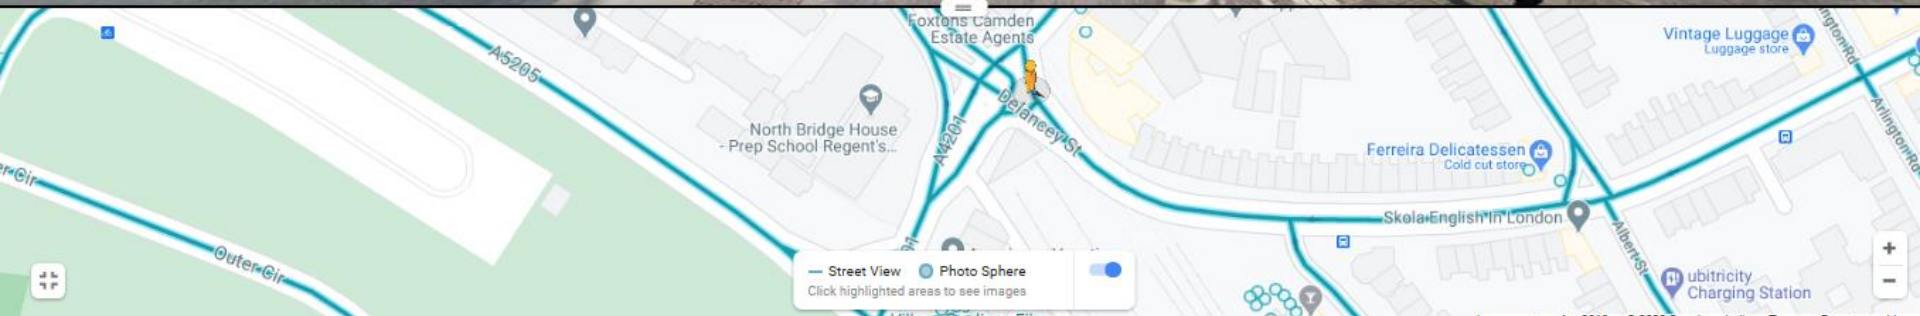 Foxtons Camden
Estate Agents
A5205
Vintage Luggage
Luggage store
Arlington Rd
North Bridge House
- Prep School Regent's...
A4201
Delancey St
Ferreira Delicatessen
Cold cut store
Outer Cir
Skola English In London
Albert St
Street View
Photo Sphere
Click highlighted areas to see images
ubitricity
Charging Station